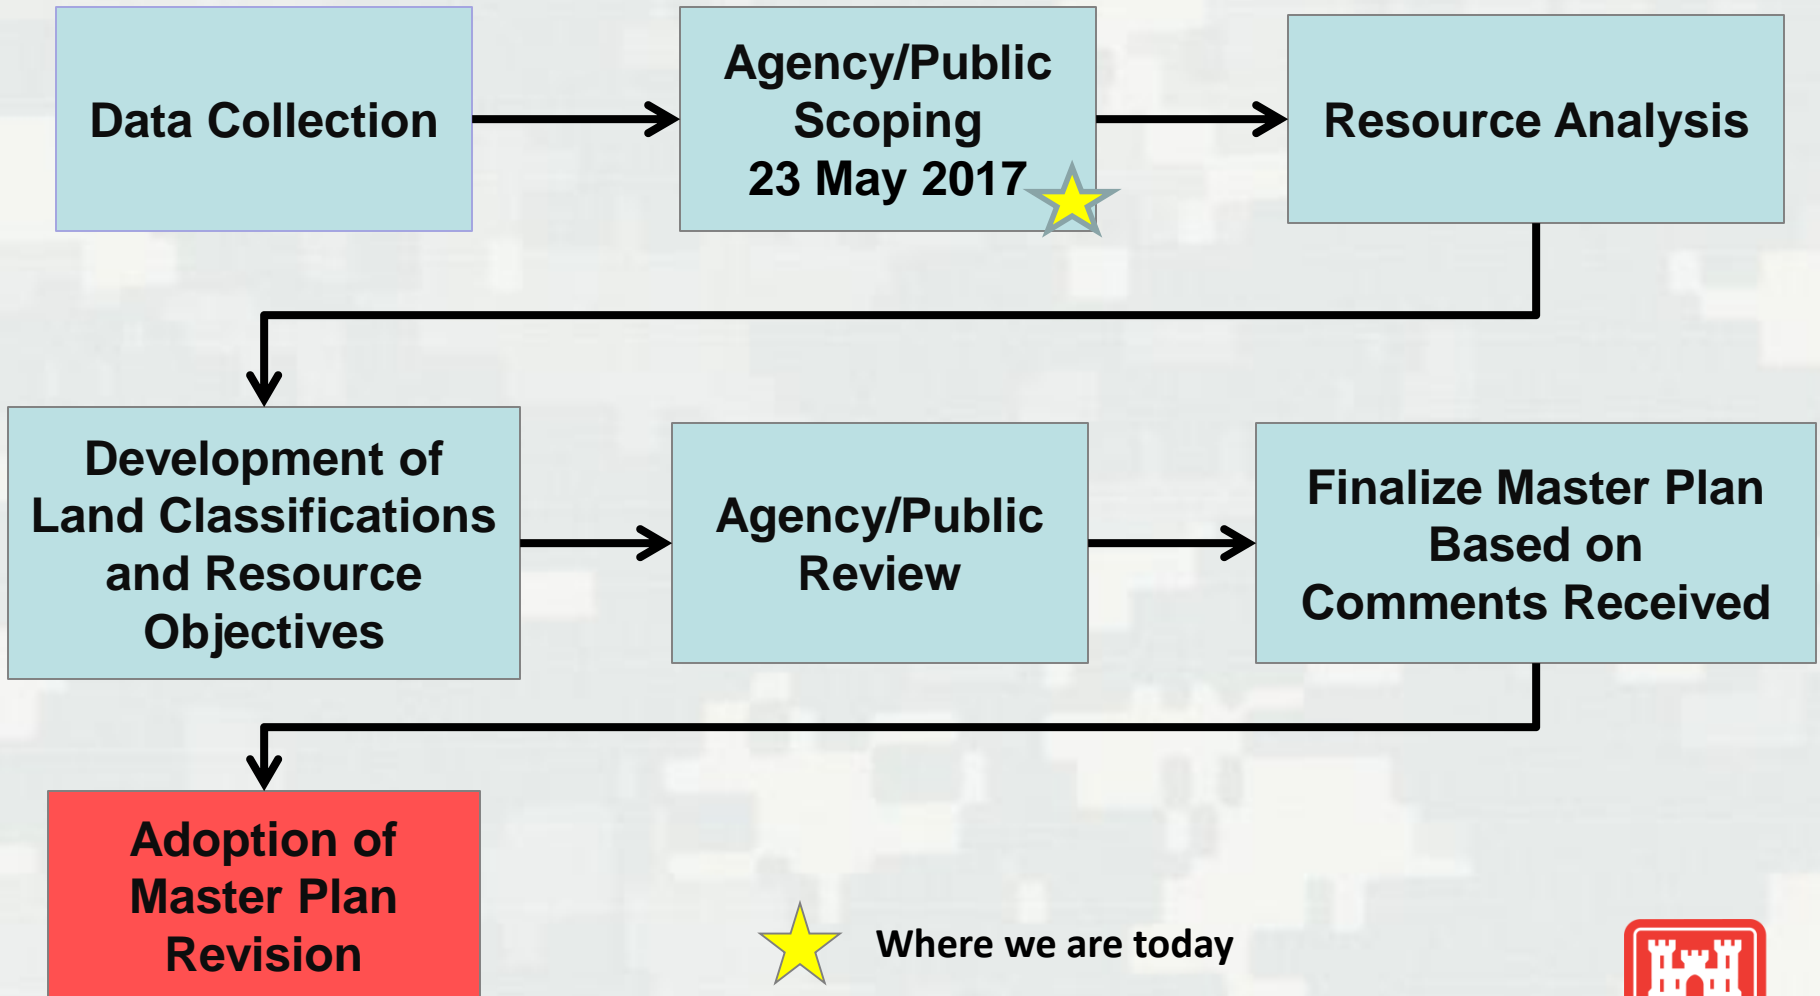 Data Collection
Agency/Public
Scoping
23 May 2017
Resource Analysis
Development of
Land Classifications
and Resource
Objectives
Agency/Public
Review
Finalize Master Plan
Based on
Comments Received
Adoption of
Master Plan
Revision
Where we are today